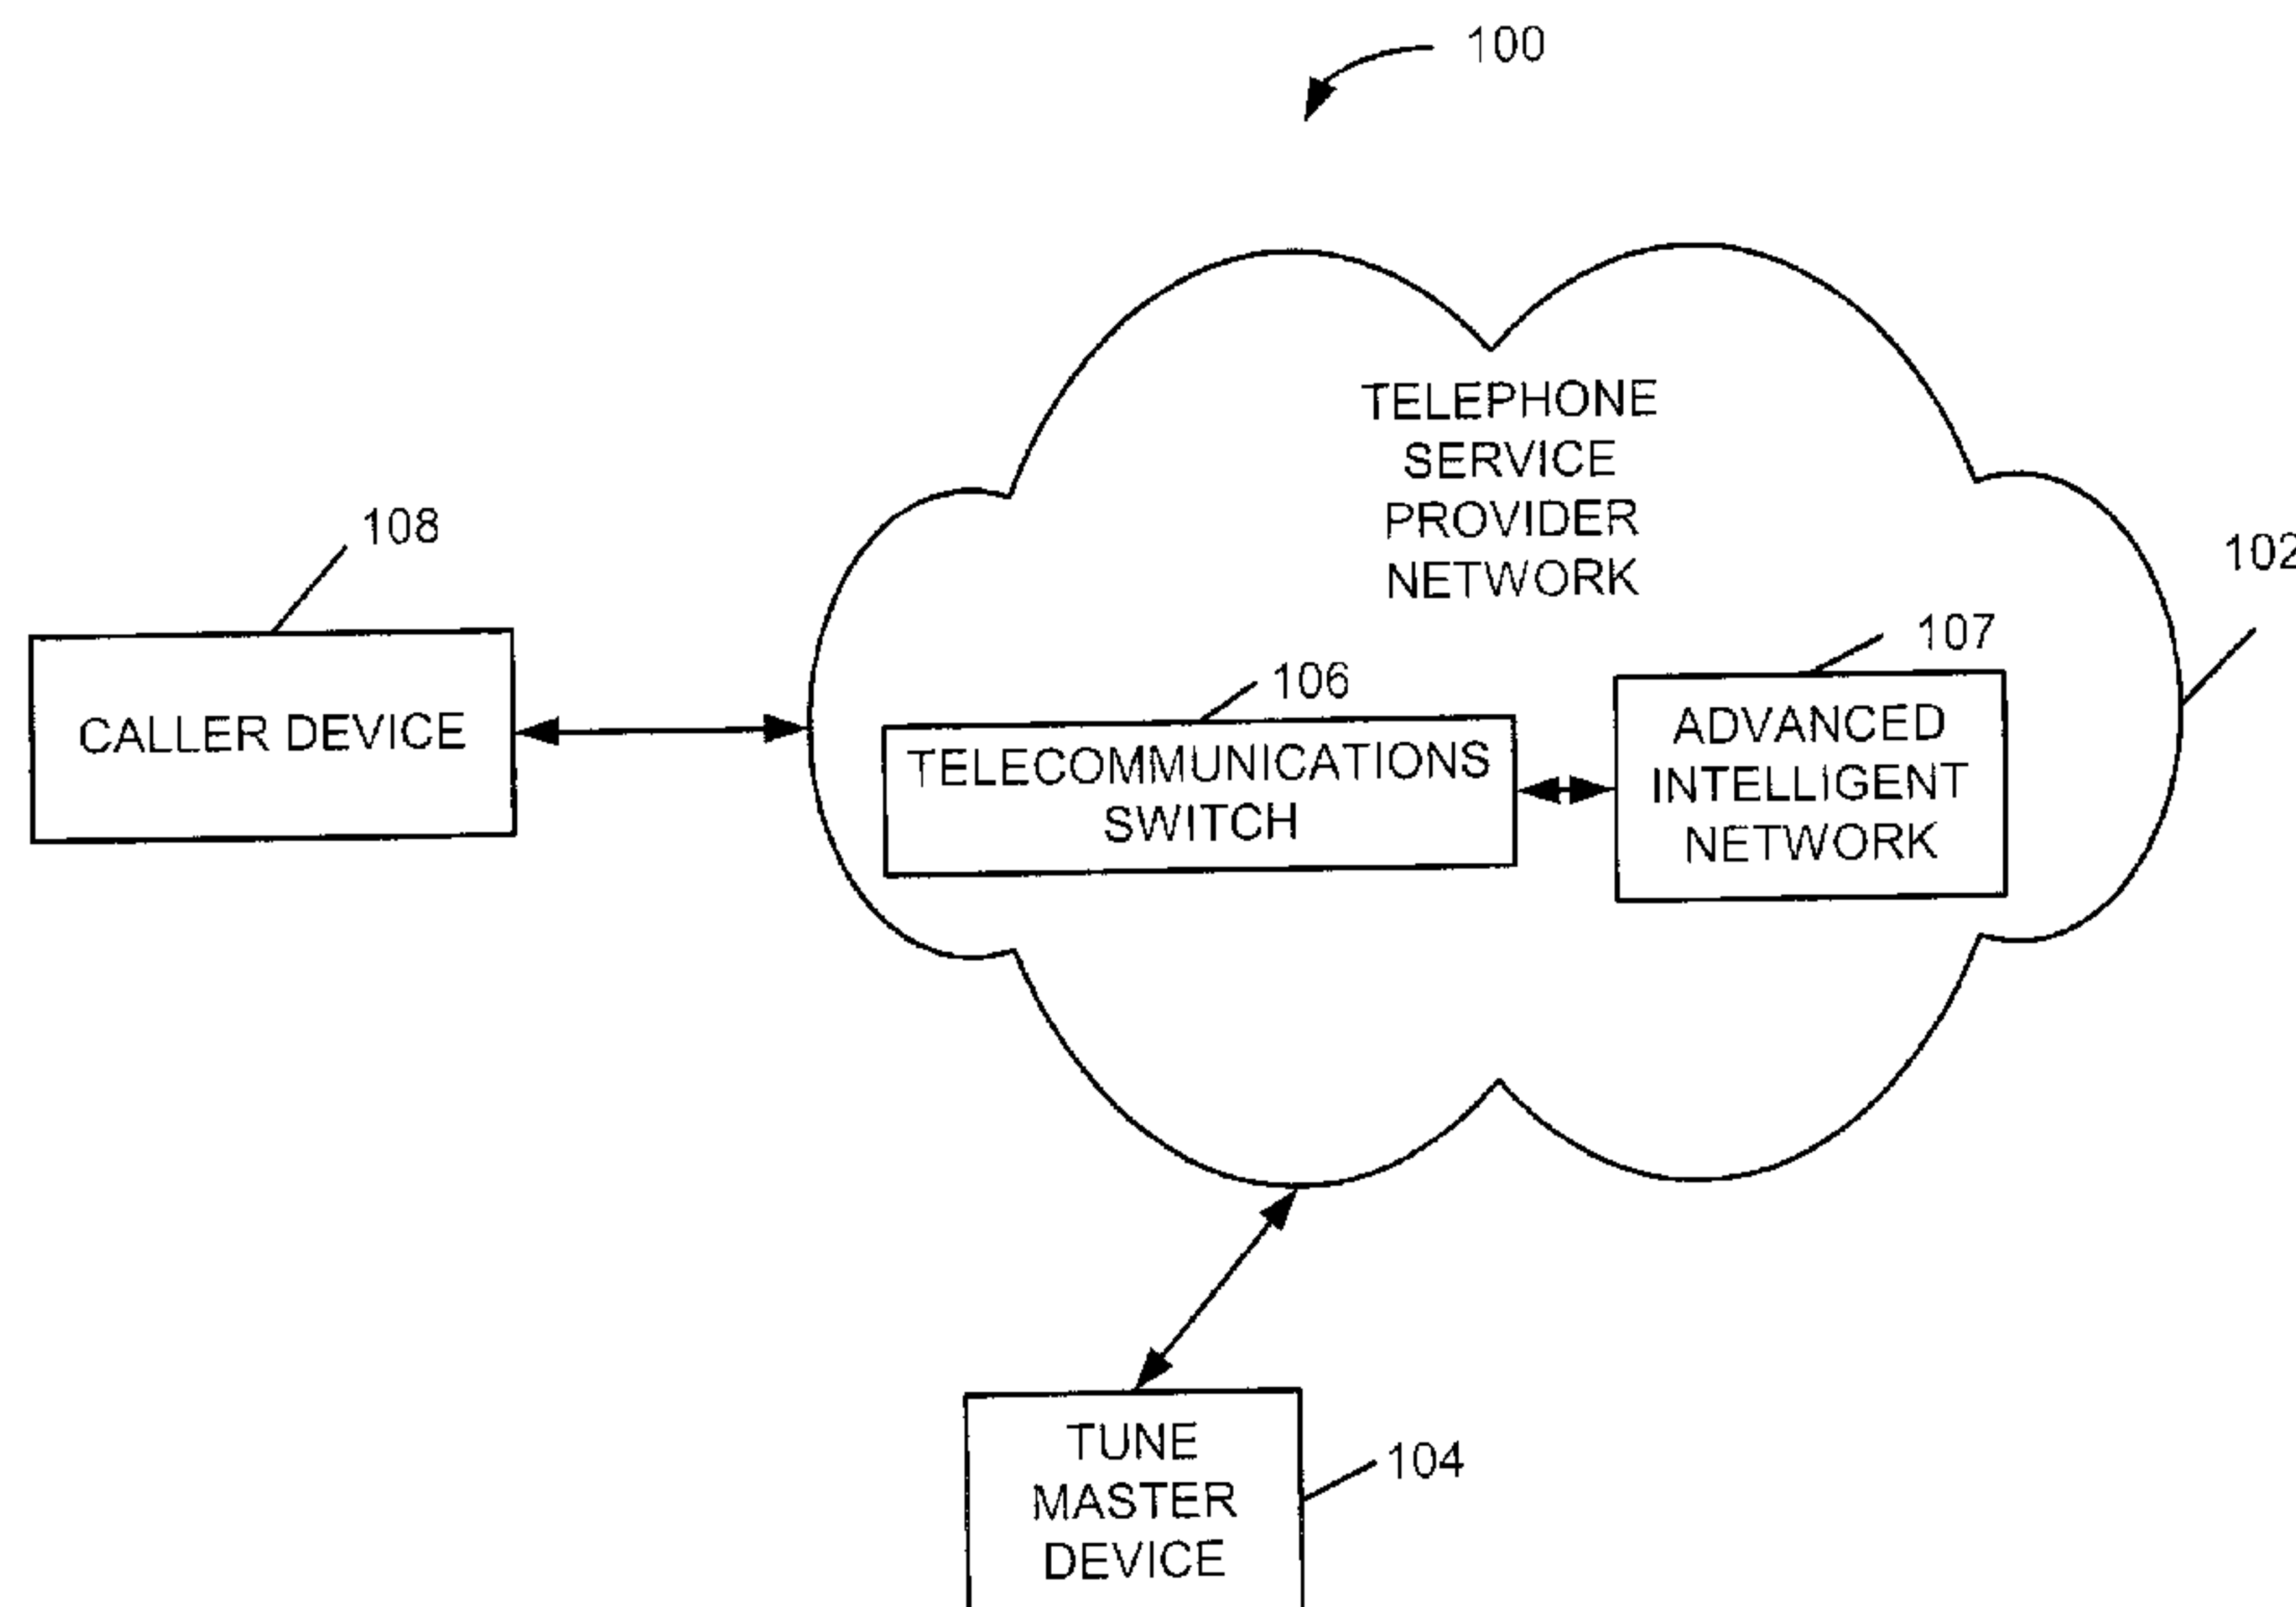 100
TELEPHONE
SERVICE
PROVIDER
NETWORK
108
102
107
106
CALLER DEVICE
TELECOMMUNICATIONS
SWITCH
ADVANCED
INTELLIGENT
NETWORK
TUNE
MASTER
DEVICE
104